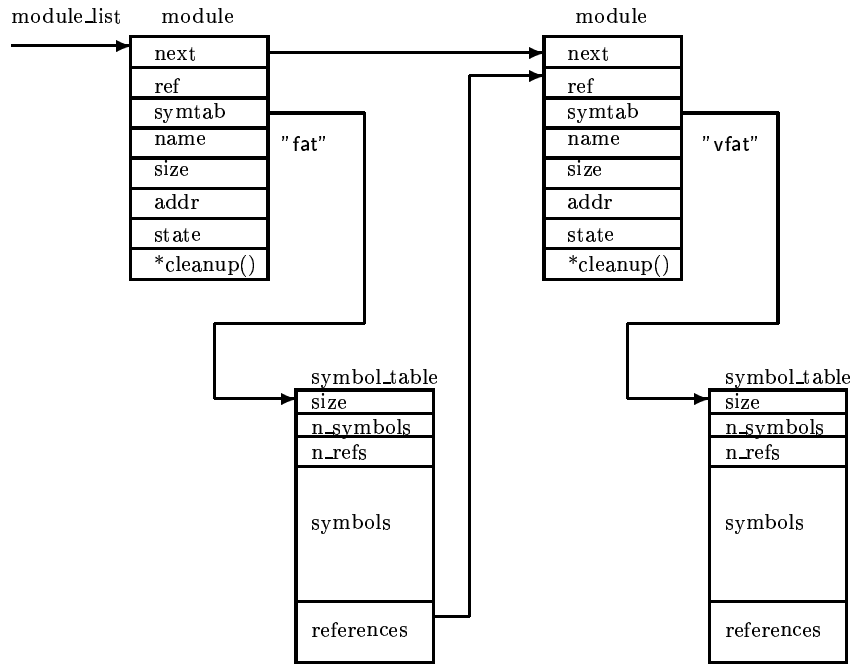 module_list
module
next
ref
symtab
name
"fat"
size
addr
state
*cleanup()
module
next
ref
symtab
name
"vfat"
size
addr
state
*cleanup()
symbol_table
size
n_symbols
n_refs
symbols
references
symbol_table
size
n_symbols
n_refs
symbols
references